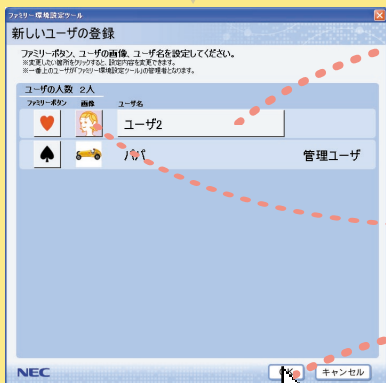 ファミリー環境設定ツール
新しいユーザの登録
ファミリーボタン、ユーザの画像、ユーザ名を設定してください。
※変更したい箇所をクリックすると、設定内容を変更できます。
※一番上のユーザが「ファミリー環境設定ツール」の管理者となります。
ユーザの人数 2人
ファミリーボタン 画像 ユーザ名
ユーザ2
パパ 管理ユーザ
NEC OK キャンセル